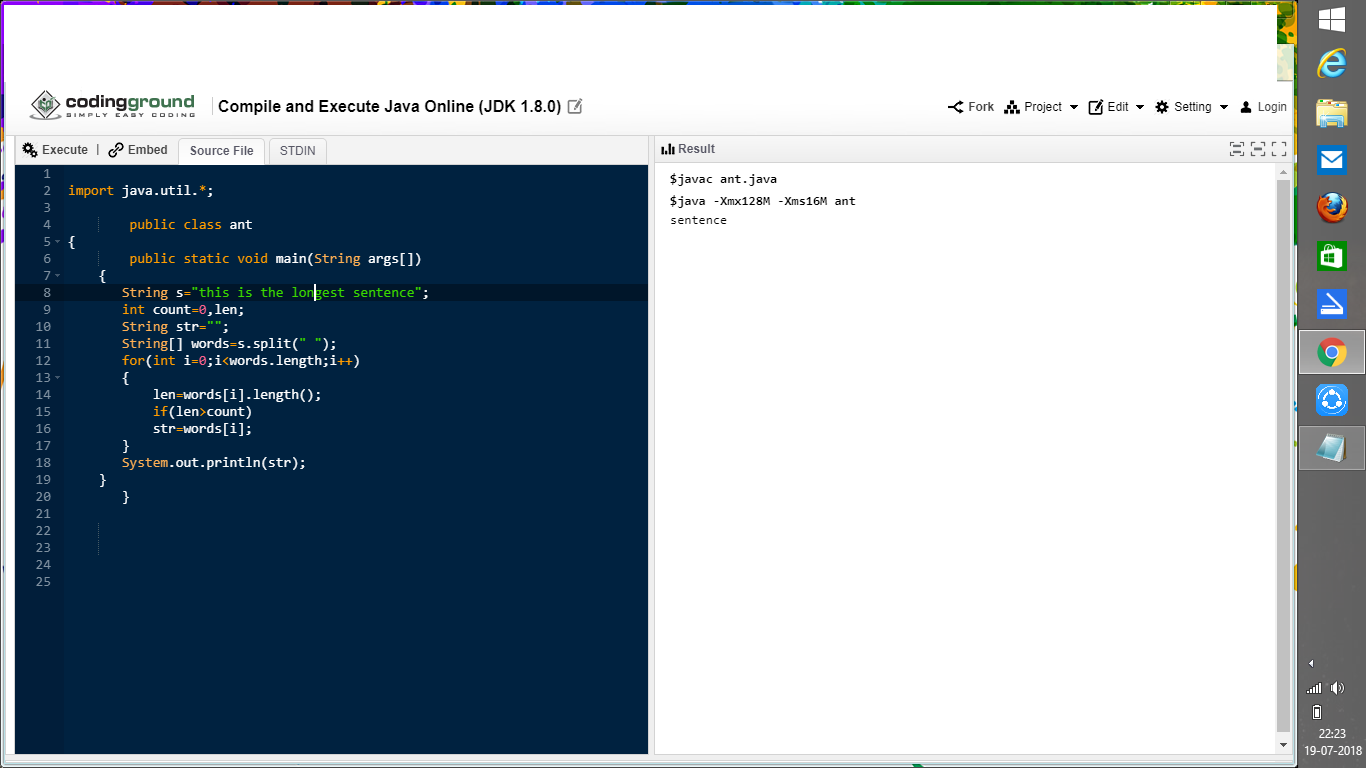 codingground
SIMPLY EASY CODING
Compile and Execute Java Online (JDK 1.8.0)
Fork Project Edit Setting Login
Execute | Embed Source File STDIN
Result
1
2 import java.util.*;
3
4 public class ant
5 {
6 public static void main(String args[])
7 {
8 String s="this is the longest sentence";
9 int count=0,len;
10 String str="";
11 String[] words=s.split(" ");
12 for(int i=0;i<words.length;i++)
13 {
14 len=words[i].length();
15 if(len>count)
16 str=words[i];
17 }
18 System.out.println(str);
19 }
20 }
21
22
23
24
25
$javac ant.java
$java -Xmx128M -Xms16M ant
sentence
22:23
19-07-2018